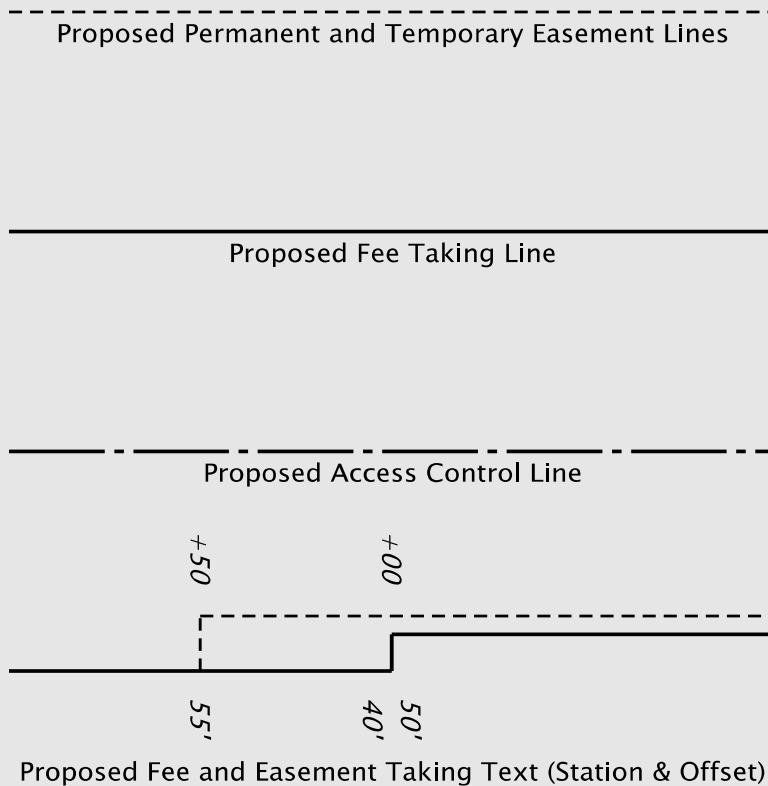 Proposed Permanent and Temporary Easement Lines
Proposed Fee Taking Line
Proposed Access Control Line
+50
+00
55'
40'
50'
Proposed Fee and Easement Taking Text (Station & Offset)